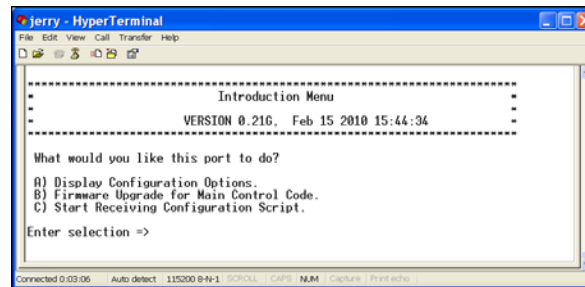 jerry - HyperTerminal
File Edit View Call Transfer Help
Introduction Menu
VERSION 0.21G, Feb 15 2010 15:44:34
What would you like this port to do?
A) Display Configuration Options.
B) Firmware Upgrade for Main Control Code.
C) Start Receiving Configuration Script.
Enter selection =>
Connected 0:03:06 Auto detect 115200 8-N-1 SCROLL CAPS NUM Capture Print echo